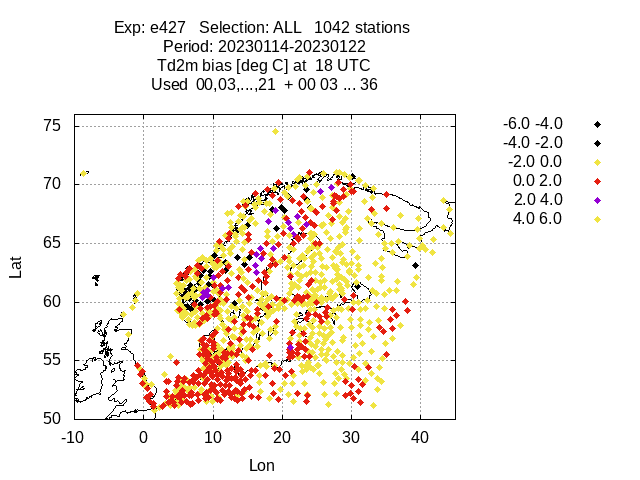 Exp: e427   Selection: ALL   1042 stations
Period: 20230114-20230122
Td2m bias [deg C] at  18 UTC
Used  00,03,...,21  + 00 03 ... 36
-6.0 -4.0
-4.0 -2.0
-2.0 0.0
0.0 2.0
2.0 4.0
4.0 6.0
75
70
65
60
55
50
Lat
-10 0 10 20 30 40
Lon